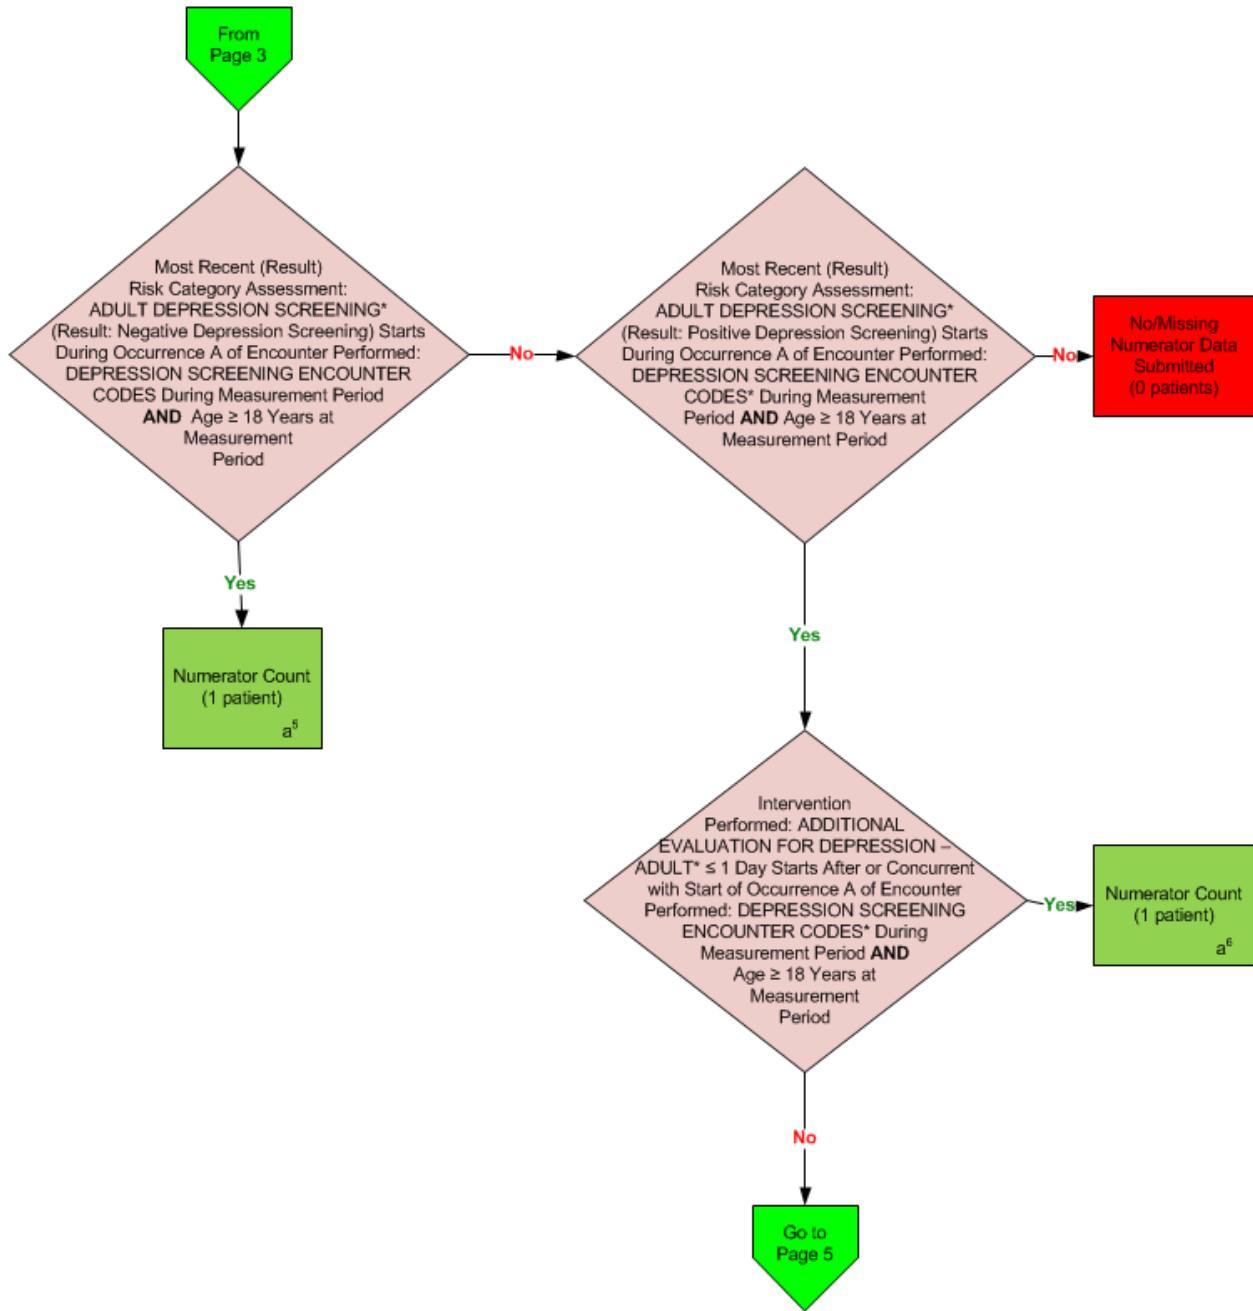 From
Page 3
Most Recent (Result)
Risk Category Assessment:
ADULT DEPRESSION SCREENING*
(Result: Negative Depression Screening) Starts
During Occurrence A of Encounter Performed:
DEPRESSION SCREENING ENCOUNTER
CODES During Measurement Period
AND Age ≥ 18 Years at
Measurement
Period
No
Most Recent (Result)
Risk Category Assessment:
ADULT DEPRESSION SCREENING*
(Result: Positive Depression Screening) Starts
During Occurrence A of Encounter Performed:
DEPRESSION SCREENING ENCOUNTER
CODES* During Measurement
Period AND Age ≥ 18 Years at
Measurement Period
No
No/Missing
Numerator Data
Submitted
(0 patients)
Yes
Numerator Count
(1 patient)
a⁵
Yes
Intervention
Performed: ADDITIONAL
EVALUATION FOR DEPRESSION –
ADULT* ≤ 1 Day Starts After or Concurrent
with Start of Occurrence A of Encounter
Performed: DEPRESSION SCREENING
ENCOUNTER CODES* During
Measurement Period AND
Age ≥ 18 Years at
Measurement
Period
Yes
Numerator Count
(1 patient)
a⁶
No
Go to
Page 5